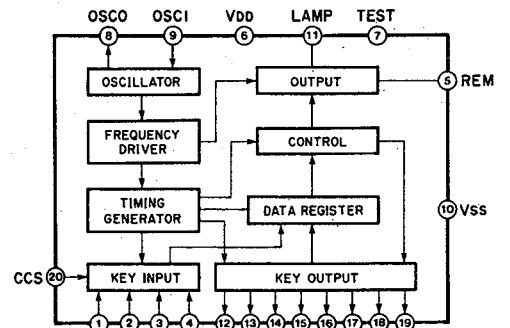 OSCO OSCI VDD LAMP TEST
8 9 6 11 7
OSCILLATOR
OUTPUT
5 REM
FREQUENCY
DRIVER
CONTROL
TIMING
GENERATOR
DATA REGISTER
10 VSS
CCS 20
KEY INPUT
KEY OUTPUT
1 2 3 4 12 13 14 15 16 17 18 19